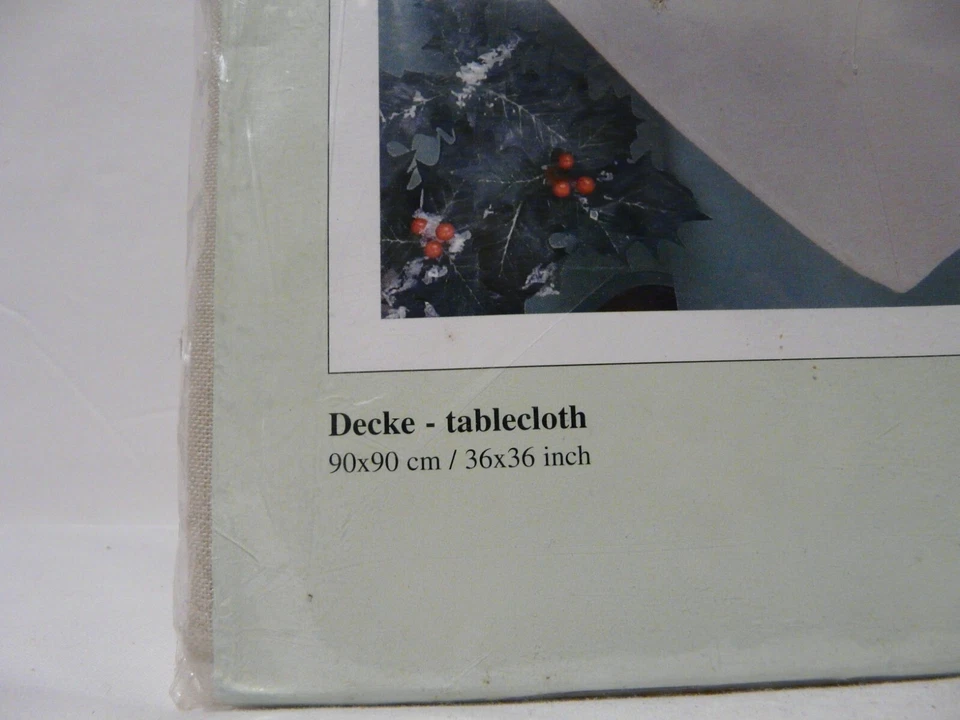 Decke - tablecloth
90x90 cm / 36x36 inch